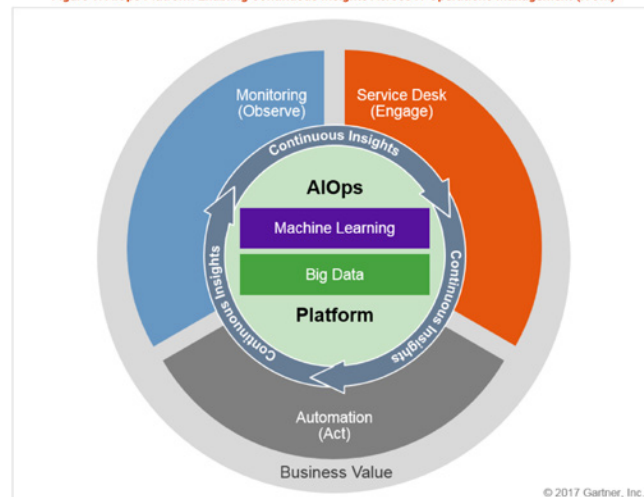 Monitoring
(Observe)
Service Desk
(Engage)
Continuous Insights
AIOps
Machine Learning
Big Data
Platform
Continuous Insights
Continuous Insights
Automation
(Act)
Business Value
© 2017 Gartner, Inc